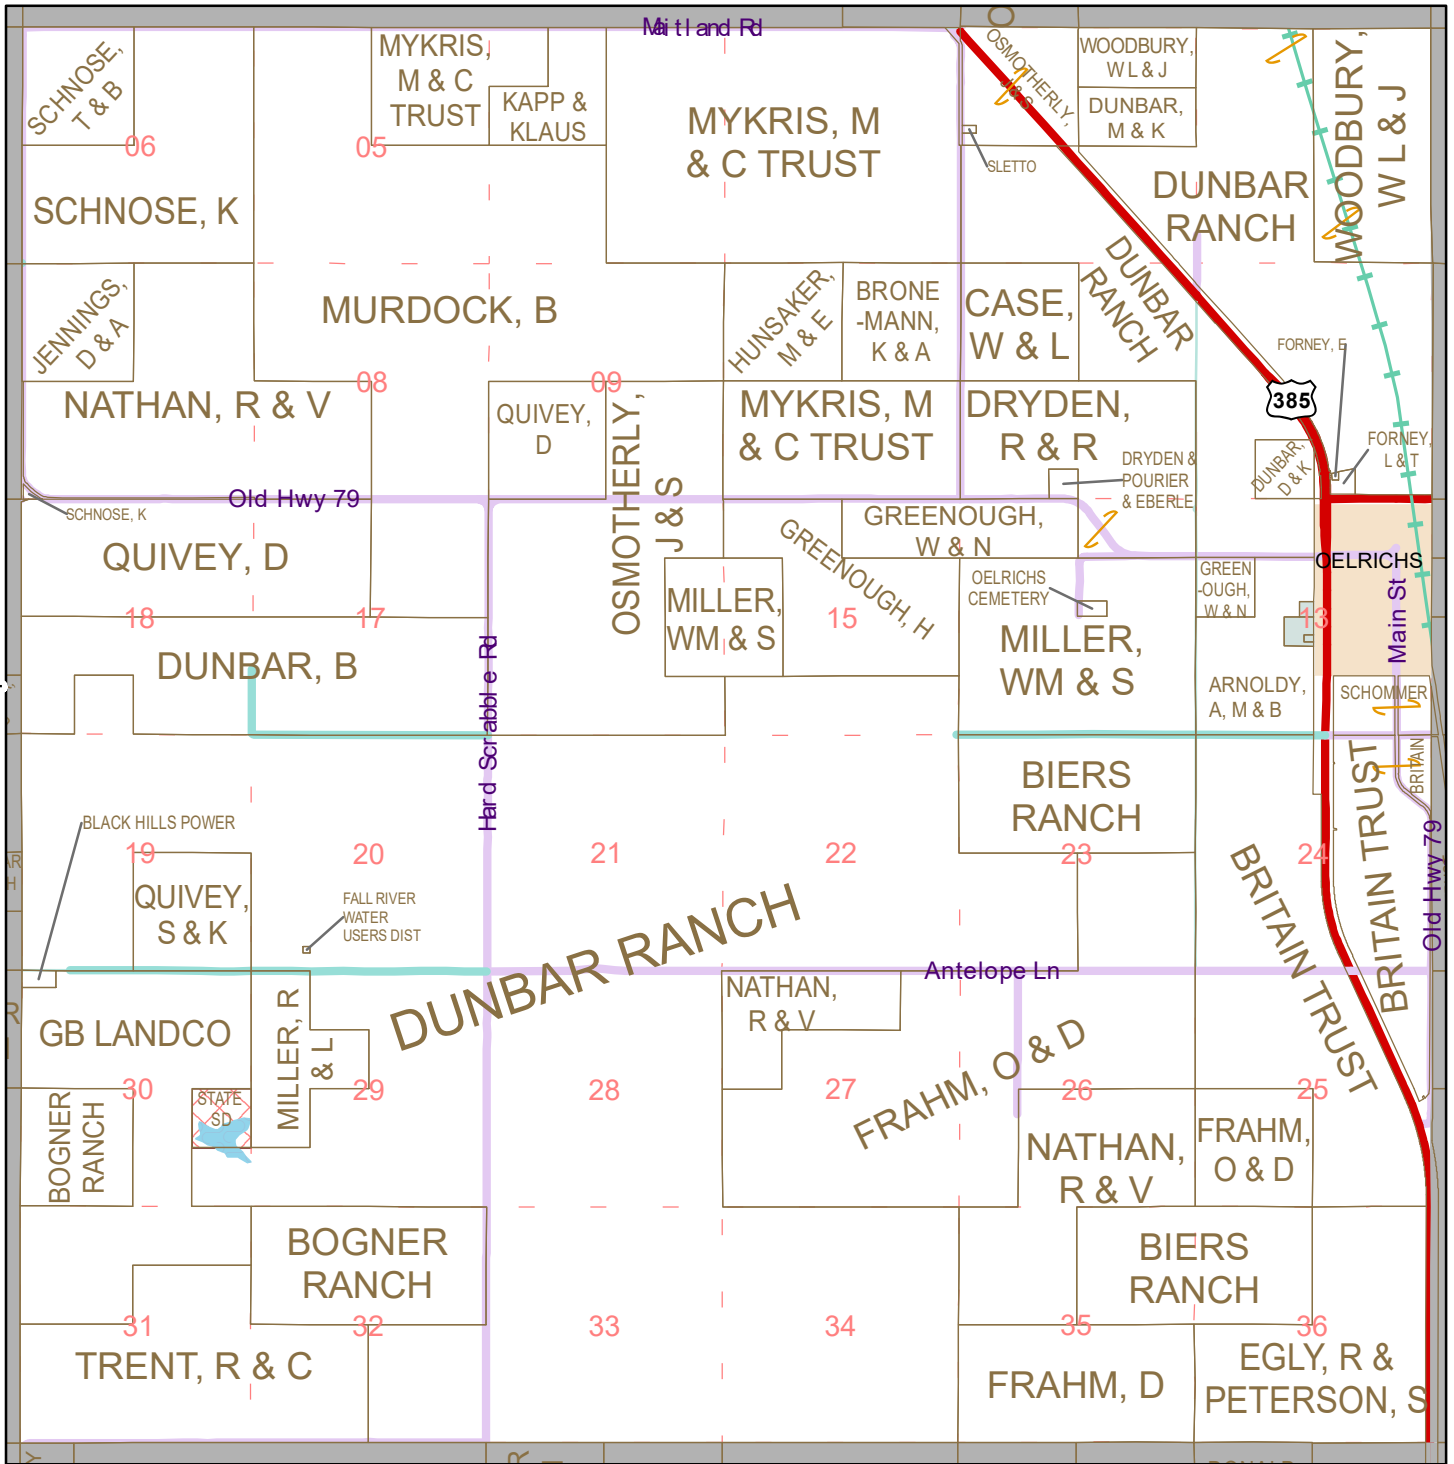 Maitland Rd
SCHNOSE,
T & B
MYKRIS,
M & C
TRUST
KAPP &
KLAUS
MYKRIS, M
& C TRUST
OSMOTHERLY,
J & S
WOODBURY,
W L & J
DUNBAR,
M & K
WOODBURY,
W L & J
06
05
SLETTO
SCHNOSE, K
DUNBAR
RANCH
DUNBAR
RANCH
JENNINGS,
D & A
MURDOCK, B
HUNSAKER,
M & E
BRONE
-MANN,
K & A
CASE,
W & L
FORNEY, E
385
08
09
NATHAN, R & V
QUIVEY,
D
OSMOTHERLY,
J & S
MYKRIS, M
& C TRUST
DRYDEN,
R & R
DRYDEN &
POURIER
& EBERLE
DUNBAR,
D & K
FORNEY,
L & T
Old Hwy 79
SCHNOSE, K
QUIVEY, D
GREENOUGH,
W & N
GREENOUGH, H
OELRICHS
CEMETERY
GREEN
-OUGH,
W & N
OELRICHS
Main St
18
17
15
13
MILLER,
WM & S
MILLER,
WM & S
DUNBAR, B
Hard Scrabble Rd
ARNOLDY,
A, M & B
SCHOMMER
BRITAIN
BIERS
RANCH
BRITAIN TRUST
BLACK HILLS POWER
19
20
21
22
23
24
Old Hwy 79
QUIVEY,
S & K
FALL RIVER
WATER
USERS DIST
DUNBAR RANCH
BRITAIN TRUST
Antelope Ln
GB LANDCO
MILLER, R
& L
NATHAN,
R & V
FRAHM, O & D
30
29
28
27
26
25
STATE
SD
BOGNER
RANCH
NATHAN,
R & V
FRAHM,
O & D
BOGNER
RANCH
BIERS
RANCH
31
32
33
34
35
36
TRENT, R & C
FRAHM, D
EGLY, R &
PETERSON, S